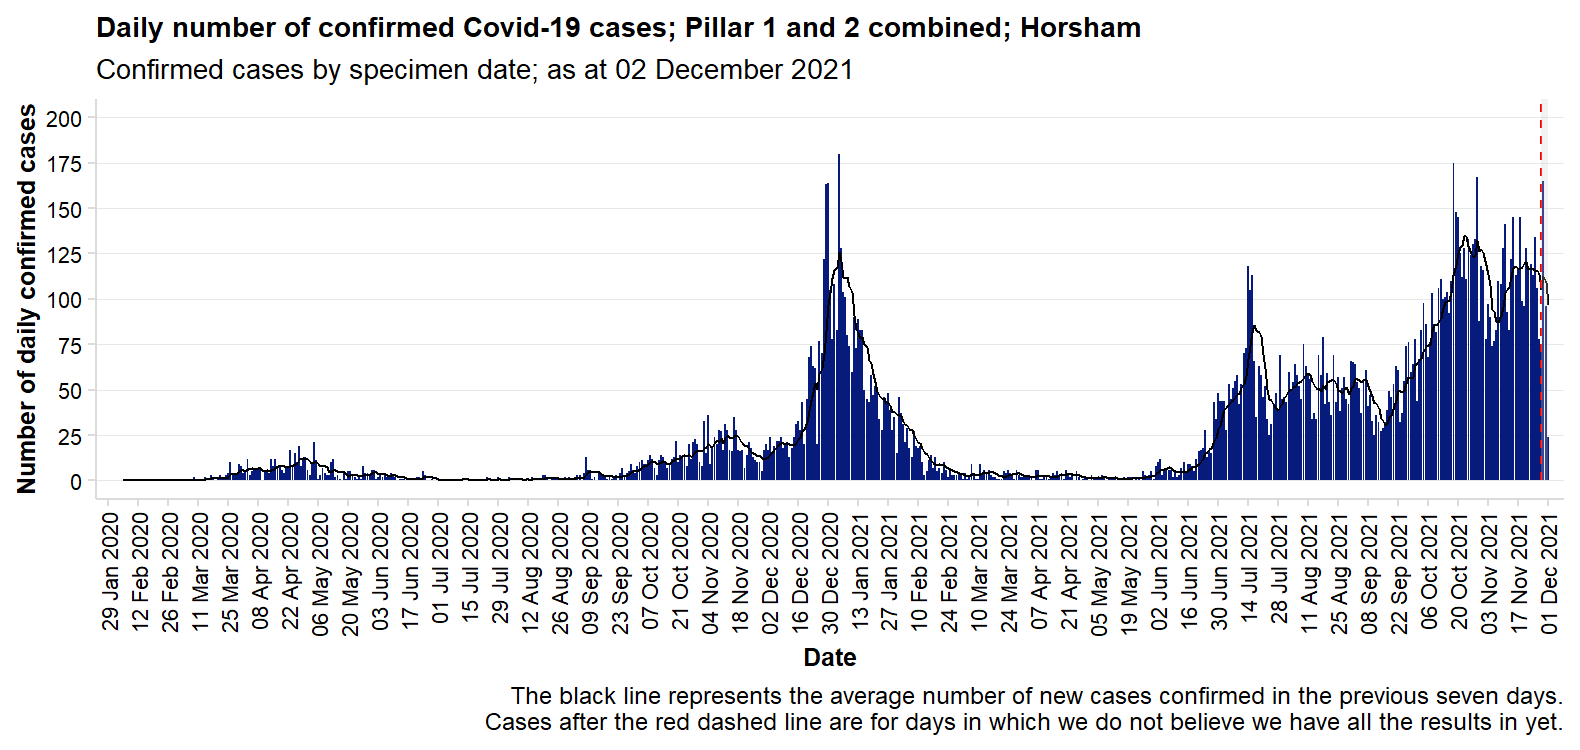 Daily number of confirmed Covid-19 cases; Pillar 1 and 2 combined; Horsham
Confirmed cases by specimen date; as at 02 December 2021
Number of daily confirmed cases
200
175
150
125
100
75
50
25
0
29 Jan 2020
12 Feb 2020
26 Feb 2020
11 Mar 2020
25 Mar 2020
08 Apr 2020
22 Apr 2020
06 May 2020
20 May 2020
03 Jun 2020
17 Jun 2020
01 Jul 2020
15 Jul 2020
29 Jul 2020
12 Aug 2020
26 Aug 2020
09 Sep 2020
23 Sep 2020
07 Oct 2020
21 Oct 2020
04 Nov 2020
18 Nov 2020
02 Dec 2020
16 Dec 2020
30 Dec 2020
13 Jan 2021
27 Jan 2021
10 Feb 2021
24 Feb 2021
10 Mar 2021
24 Mar 2021
07 Apr 2021
21 Apr 2021
05 May 2021
19 May 2021
02 Jun 2021
16 Jun 2021
30 Jun 2021
14 Jul 2021
28 Jul 2021
11 Aug 2021
25 Aug 2021
08 Sep 2021
22 Sep 2021
06 Oct 2021
20 Oct 2021
03 Nov 2021
17 Nov 2021
01 Dec 2021
Date
The black line represents the average number of new cases confirmed in the previous seven days.
Cases after the red dashed line are for days in which we do not believe we have all the results in yet.